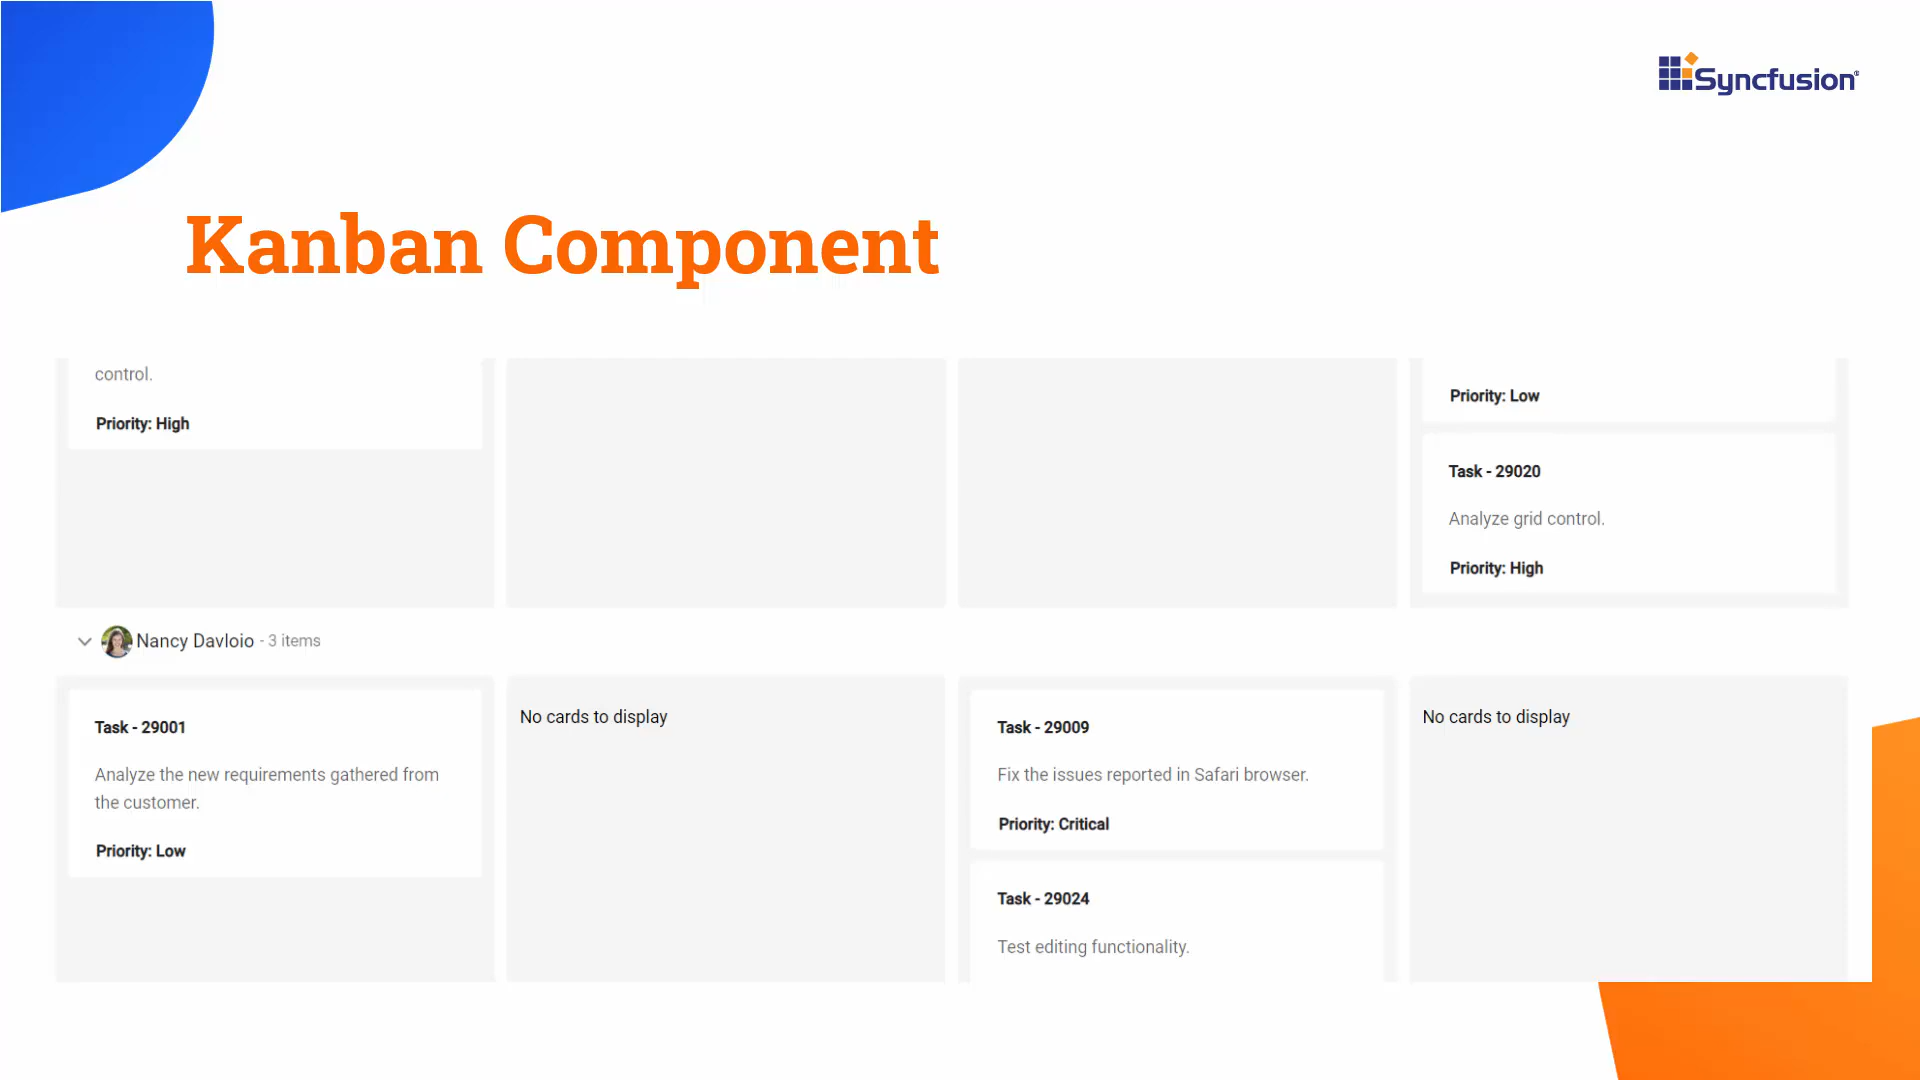 Syncfusion
Kanban Component
control.
Priority: High
Priority: Low
Task - 29020
Analyze grid control.
Priority: High
Nancy Davloio - 3 items
Task - 29001
Analyze the new requirements gathered from
the customer.
Priority: Low
No cards to display
Task - 29009
Fix the issues reported in Safari browser.
Priority: Critical
Task - 29024
Test editing functionality.
No cards to display